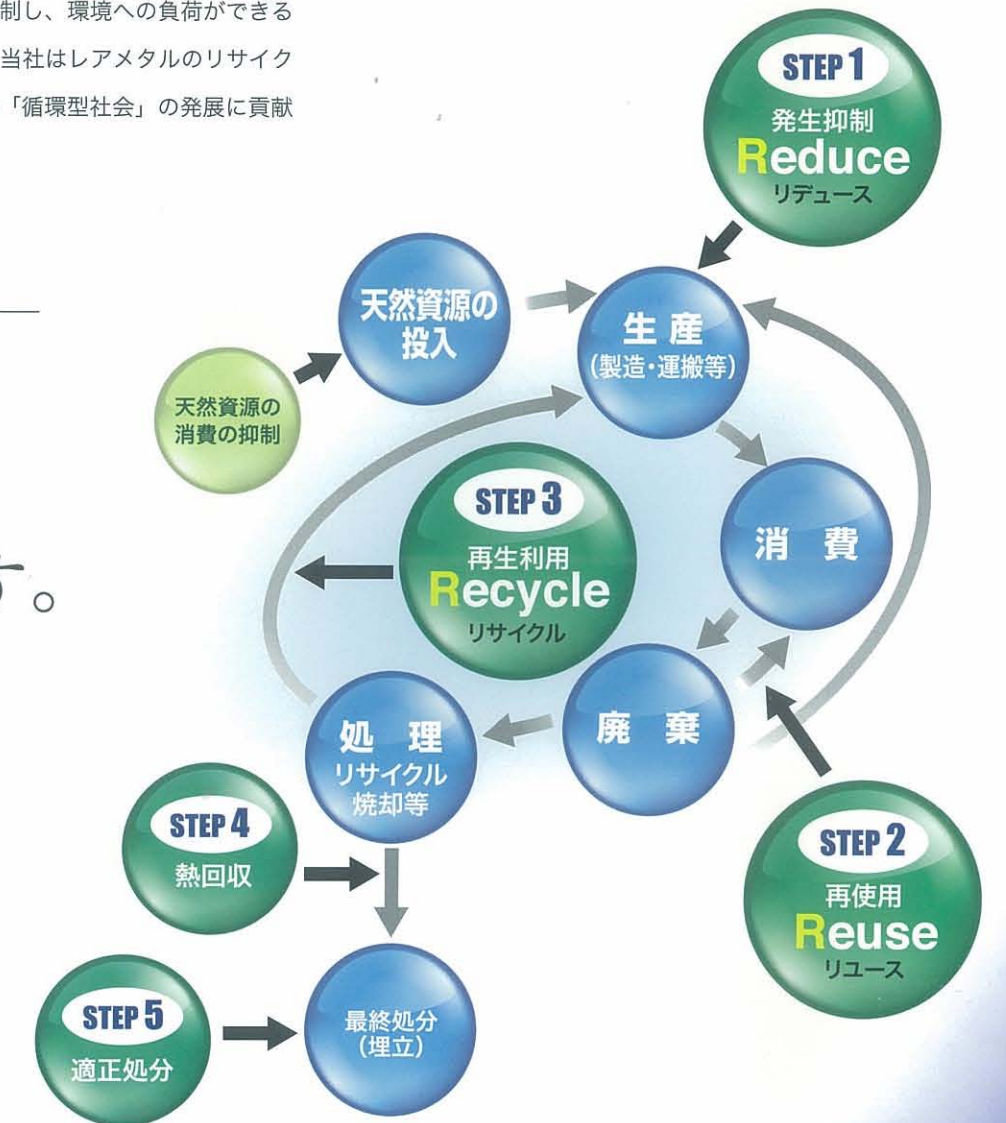 制し、環境への負荷ができる
当社はレアメタルのリサイク
「循環型社会」の発展に貢献
す。
STEP 1
発生抑制
Reduce
リデュース
天然資源の
投入
生 産
(製造・運搬等)
天然資源の
消費の抑制
STEP 3
再生利用
Recycle
リサイクル
消 費
処 理
リサイクル
焼却等
廃 棄
STEP 4
熱回収
STEP 2
再使用
Reuse
リユース
STEP 5
適正処分
最終処分
(埋立)